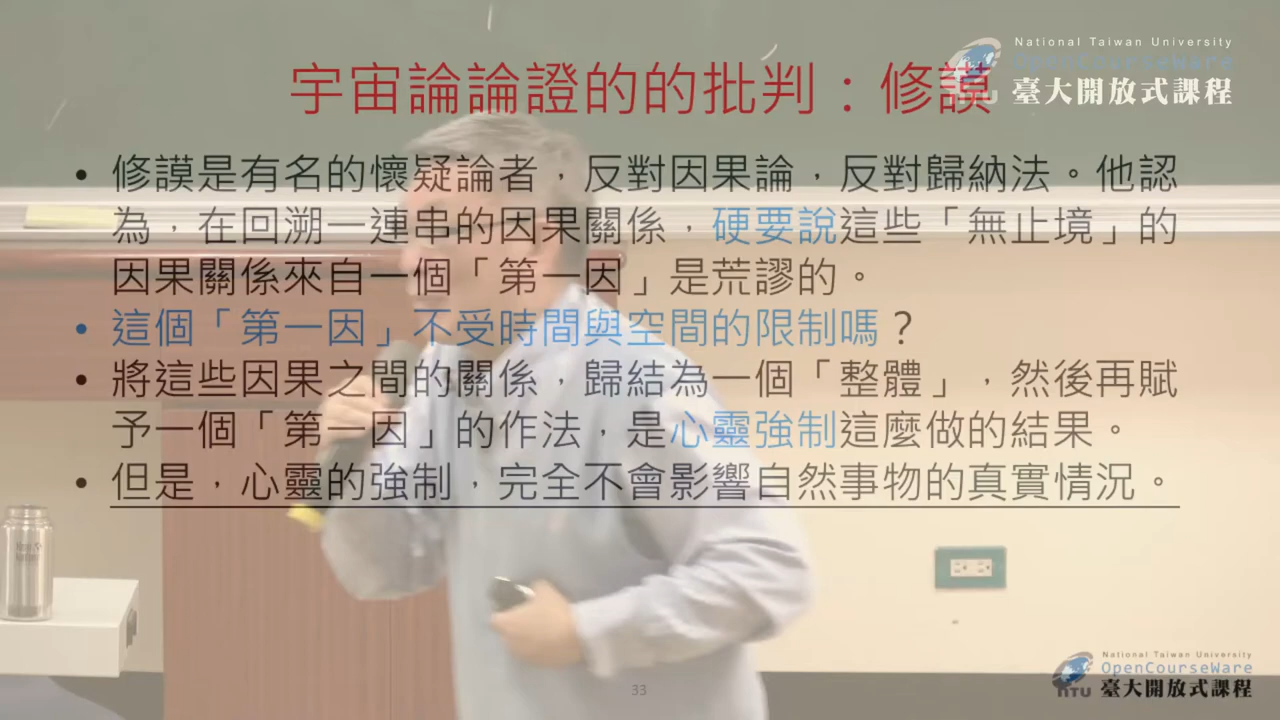 National Taiwan University
OpenCourseWare
臺大開放式課程
宇宙論論證的的批判：修謨
• 修謨是有名的懷疑論者，反對因果論，反對歸納法。他認
為，在回溯一連串的因果關係，硬要說這些「無止境」的
因果關係來自一個「第一因」是荒謬的。
• 這個「第一因」不受時間與空間的限制嗎？
• 將這些因果之間的關係，歸結為一個「整體」，然後再賦
予一個「第一因」的作法，是心靈強制這麼做的結果。
• 但是，心靈的強制，完全不會影響自然事物的真實情況。
National Taiwan University
OpenCourseWare
NTU 臺大開放式課程
33